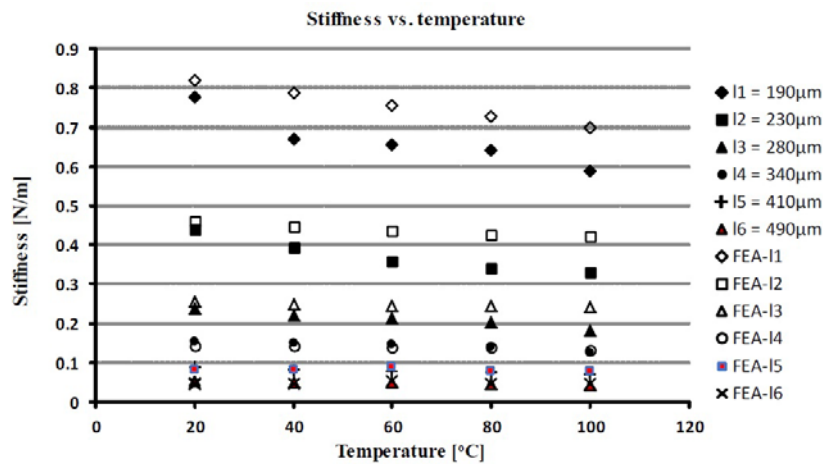 Stiffness vs. temperature
0.9
0.8
0.7
0.6
0.5
0.4
0.3
0.2
0.1
0
Stiffness [N/m]
0 20 40 60 80 100 120
Temperature [°C]
l1 = 190μm
l2 = 230μm
l3 = 280μm
l4 = 340μm
l5 = 410μm
l6 = 490μm
FEA-l1
FEA-l2
FEA-l3
FEA-l4
FEA-l5
FEA-l6